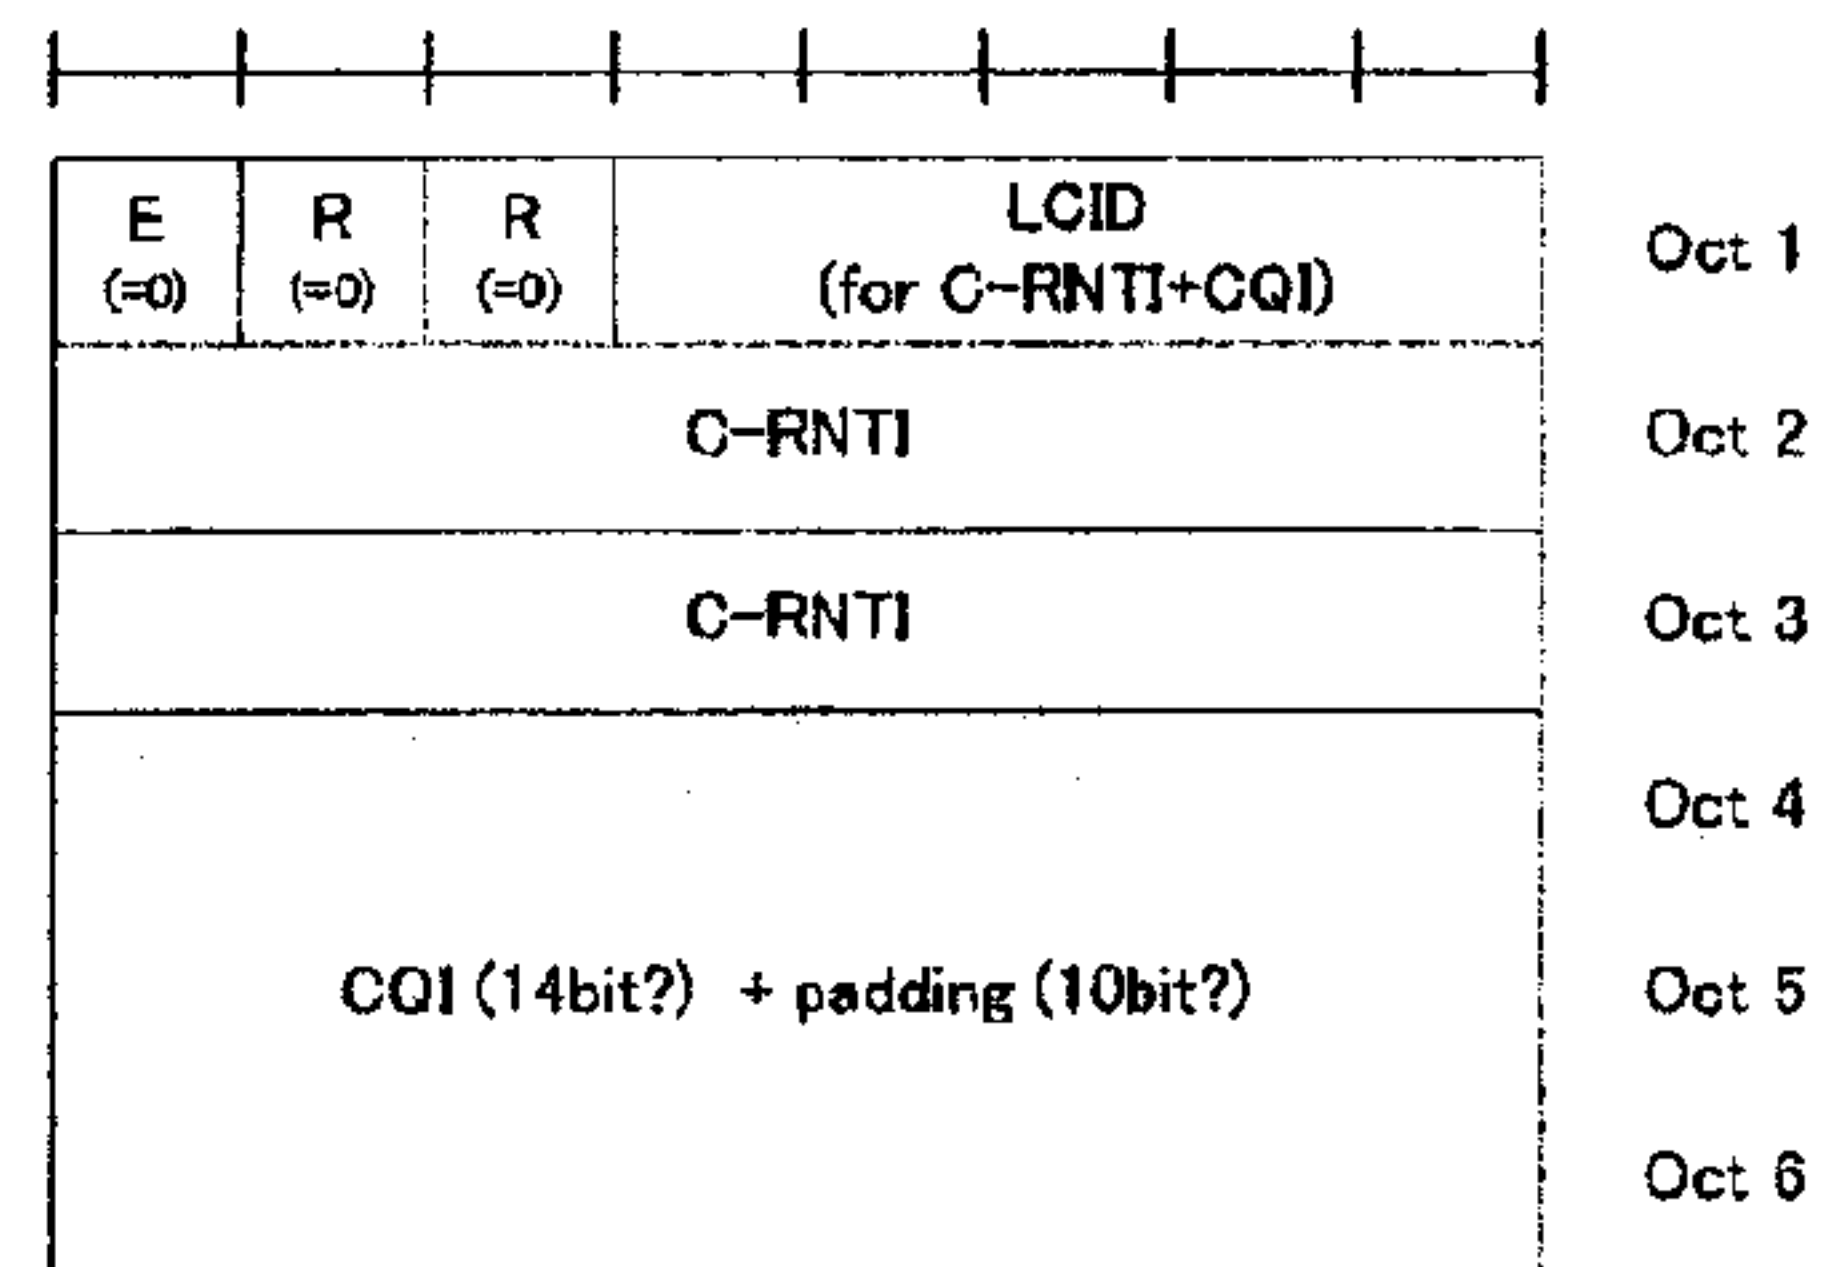 E R R LCID
(=0) (=0) (=0) (for C-RNTI+CQI) Oct 1
C-RNTI Oct 2
C-RNTI Oct 3
Oct 4
CQI (14bit?) + padding (10bit?) Oct 5
Oct 6